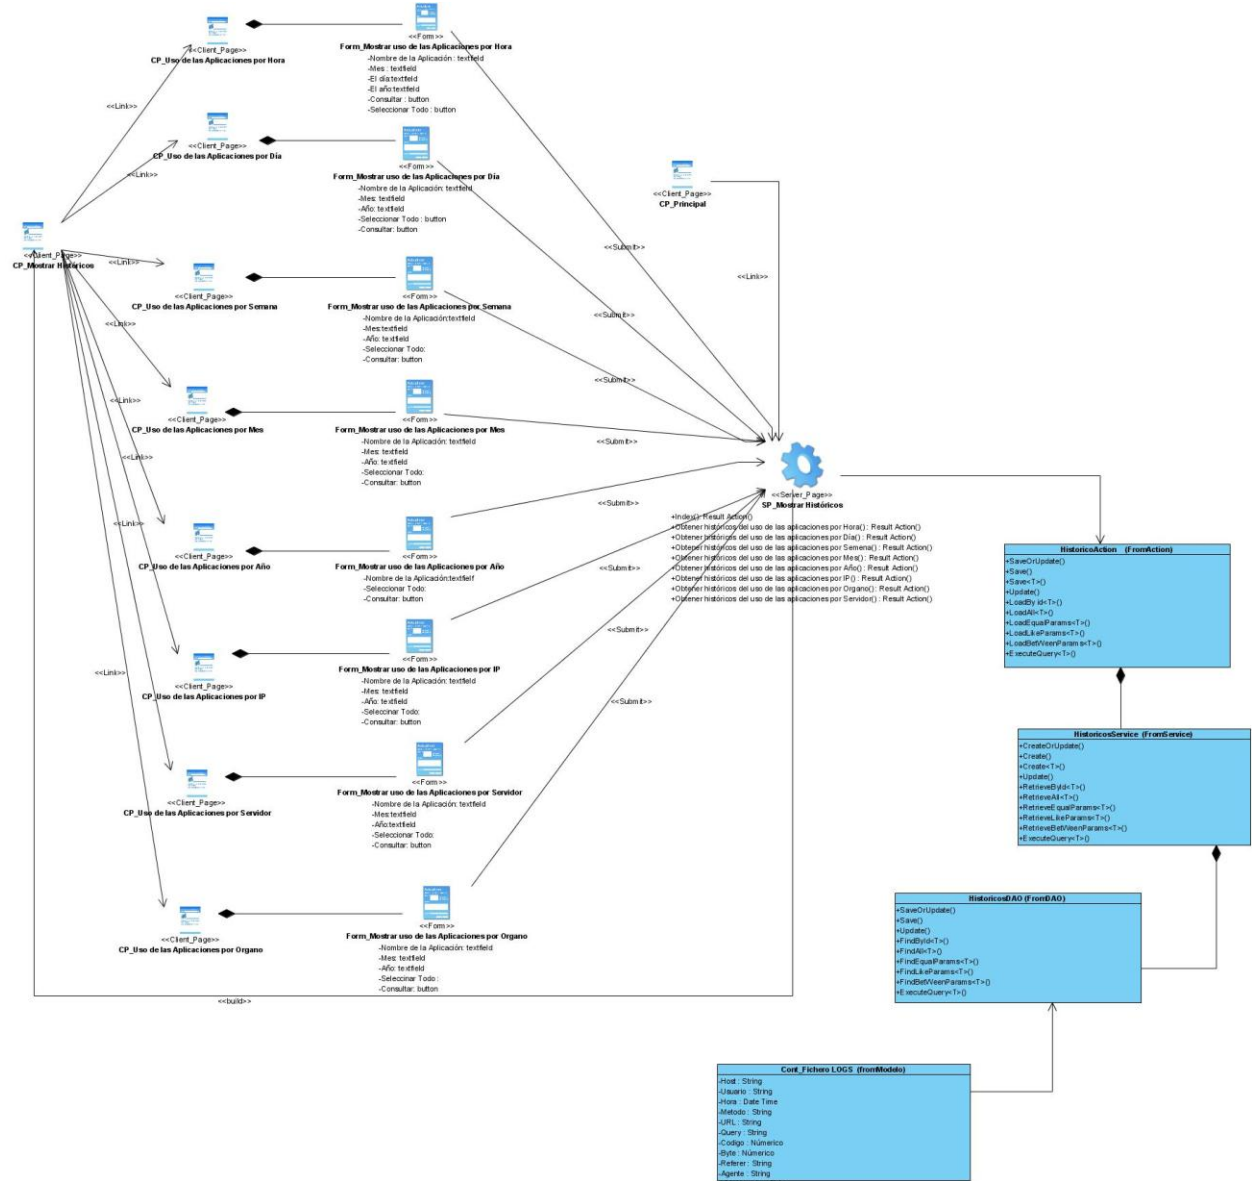 <<Client_Page>>
CP_Uso de las Aplicaciones por Hora
<<Form>>
Form_Mostrar uso de las Aplicaciones por Hora
-Nombre de la Aplicación : textfield
-Mes : textfield
-El día:textfield
-El año:textfield
-Consultar : button
-Seleccionar Todo : button
<<Link>>
<<Client_Page>>
CP_Uso de las Aplicaciones por Día
<<Link>>
<<Form>>
Form_Mostrar uso de las Aplicaciones por Día
-Nombre de la Aplicación: textfield
-Mes: textfield
-Año: textfield
-Seleccionar Todo : button
-Consultar: button
<<Client_Page>>
CP_Principal
<<Submit>>
<<Link>>
<<Client_Page>>
CP_Mostrar Históricos
<<Link>>
<<Client_Page>>
CP_Uso de las Aplicaciones por Semana
<<Form>>
Form_Mostrar uso de las Aplicaciones por Semana
-Nombre de la Aplicación:textfield
-Mes:textfield
-Año: textfield
-Seleccionar Todo:
-Consultar: button
<<Submit>>
<<Link>>
<<Submit>>
<<Link>>
<<Client_Page>>
CP_Uso de las Aplicaciones por Mes
<<Form>>
Form_Mostrar uso de las Aplicaciones por Mes
-Nombre de la Aplicación: textfield
-Mes: textfield
-Año: textfield
-Seleccionar Todo:
-Consultar: button
<<Submit>>
<<Link>>
<<Server_Page>>
SP_Mostrar Históricos
+Index() : Result Action()
+Obtener históricos del uso de las aplicaciones por Hora() : Result Action()
+Obtener históricos del uso de las aplicaciones por Día() : Result Action()
+Obtener históricos del uso de las aplicaciones por Semena() : Result Action()
+Obtener históricos del uso de las aplicaciones por Mes() : Result Action()
+Obtener históricos del uso de las aplicaciones por Año() : Result Action()
+Obtener históricos del uso de las aplicaciones por IP() : Result Action()
+Obtener históricos del uso de las aplicaciones por Organo() : Result Action()
+Obtener históricos del uso de las aplicaciones por Servidor() : Result Action()
<<Submit>>
<<Link>>
<<Client_Page>>
CP_Uso de las Aplicaciones por Año
<<Form>>
Form_Mostrar uso de las Aplicaciones por Año
-Nombre de la Aplicación:textfielf
-Seleccionar Todo:
-Consultar: button
<<Submit>>
HistoricoAction (FromAction)
+SaveOrUpdate()
+Save()
+Save<T>()
+Update()
+LoadBy id<T>()
+LoadAll<T>()
+LoadEqualParams<T>()
+LoadLikeParams<T>()
+LoadBetWeenParams<T>()
+ExecuteQuery<T>()
<<Submit>>
<<Link>>
<<Client_Page>>
CP_Uso de las Aplicaciones por IP
<<Form>>
Form_Mostrar uso de las Aplicaciones por IP
-Nombre de la Aplicación: textfield
-Mes: textfield
-Año: textfield
-Seleccinar Todo:
-Consultar: button
<<Submit>>
HistoricosService (FromService)
+CreateOrUpdate()
+Create()
+Create<T>()
+Update()
+RetrieveById<T>()
+RetrieveAll<T>()
+RetrieveEqualParams<T>()
+RetrieveLikeParams<T>()
+RetrieveBetWeenParams<T>()
+ExecuteQuery<T>()
<<Client_Page>>
CP_Uso de las Aplicaciones por Servidor
<<Form>>
Form_Mostrar uso de las Aplicaciones por Servidor
-Nombre de la Aplicación: textfield
-Mes:textfield
-Año:textfield
-Seleccionar Todo:
-Consultar: button
<<Client_Page>>
CP_Uso de las Aplicaciones por Organo
<<Form>>
Form_Mostrar uso de las Aplicaciones por Organo
-Nombre de la Aplicación: textfield
-Mes: textfield
-Año: textfield
-Seleccinar Todo :
-Consultar: button
HistoricosDAO (FromDAO)
+SaveOrUpdate()
+Save()
+Update()
+FindById<T>()
+FindAll<T>()
+FindEqualParams<T>()
+FindLikeParams<T>()
+FindBetWeenParams<T>()
+ExecuteQuery<T>()
<<build>>
Cont_Fichero LOGS (fromModelo)
-Host : String
-Usuario : String
-Hora : Date Time
-Metodo : String
-URL : String
-Query : String
-Codigo : Númerico
-Byte : Númerico
-Referer : String
-Agente : String